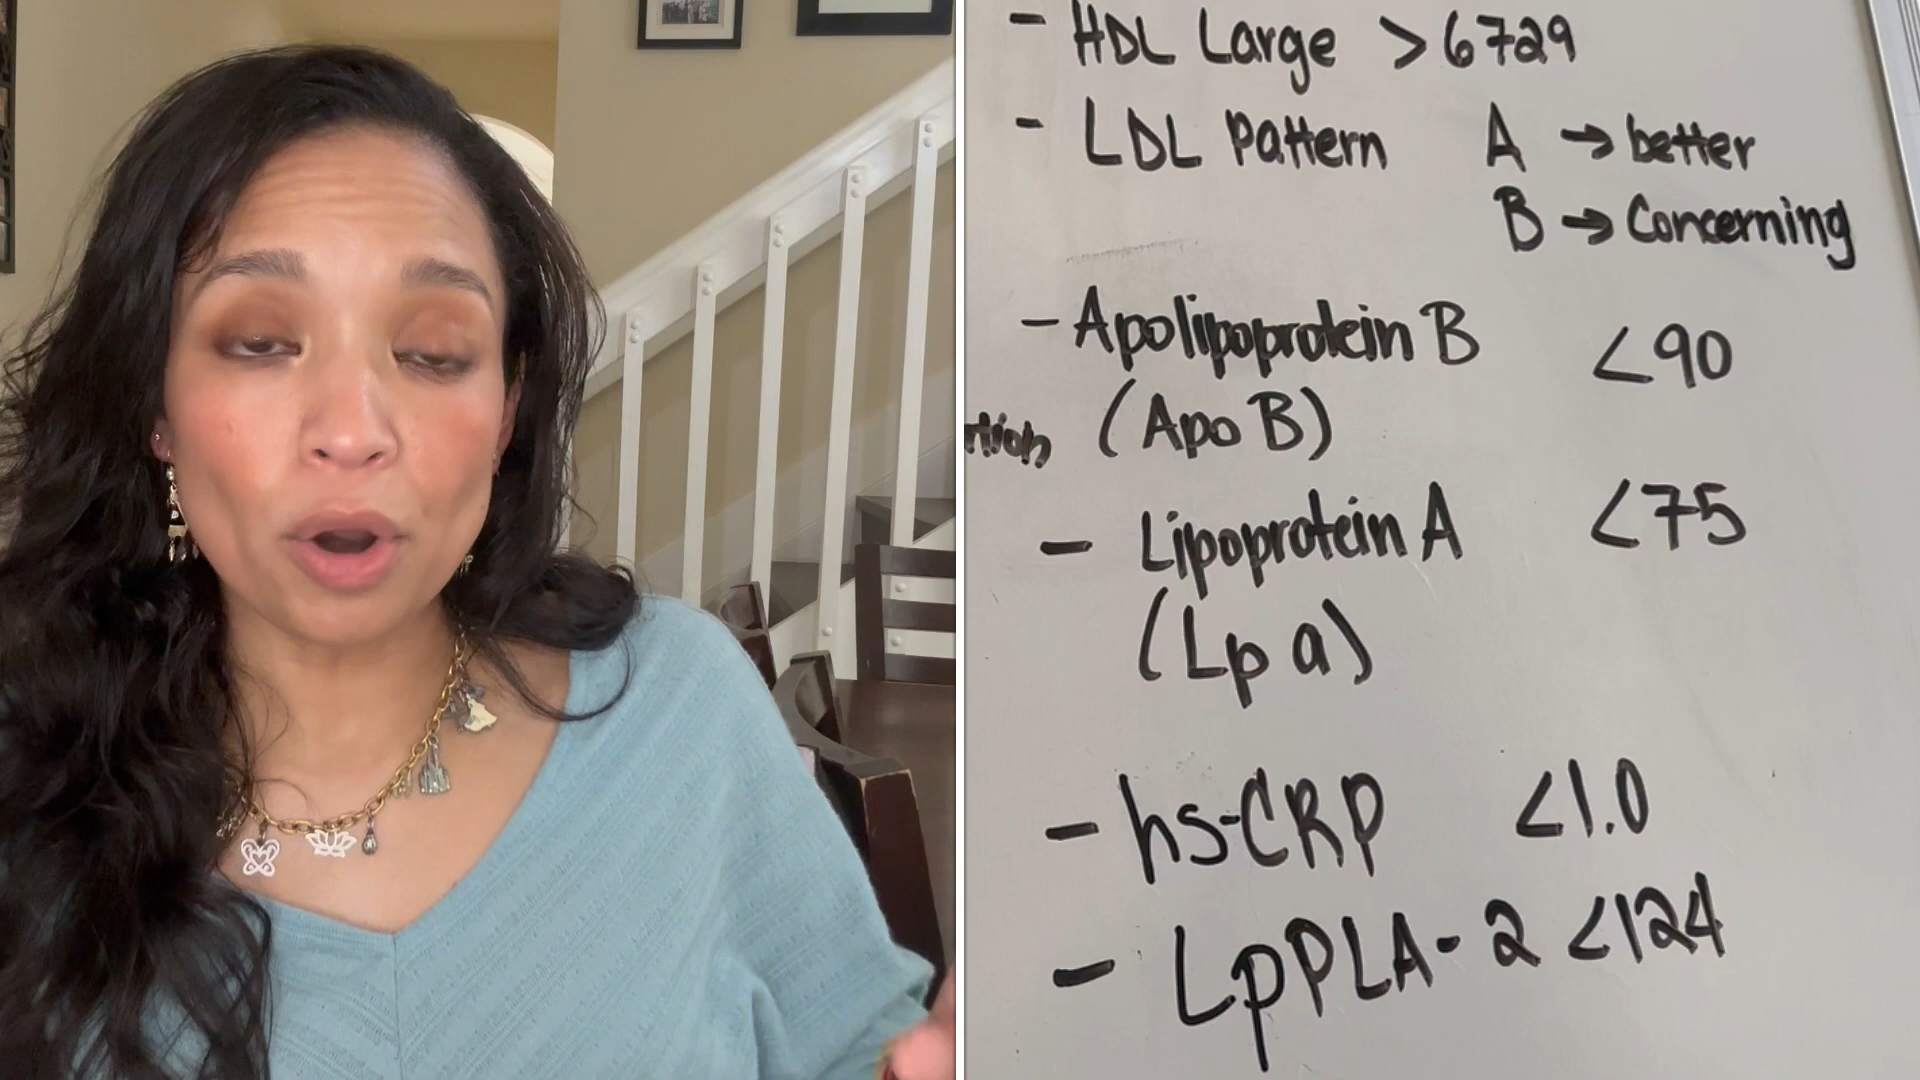 - HDL Large >6729
- LDL Pattern A → better
B → Concerning
- Apolipoprotein B <90
(Apo B)
- Lipoprotein A <75
(Lp a)
- hs-CRP <1.0
- LpPLA-2 <124